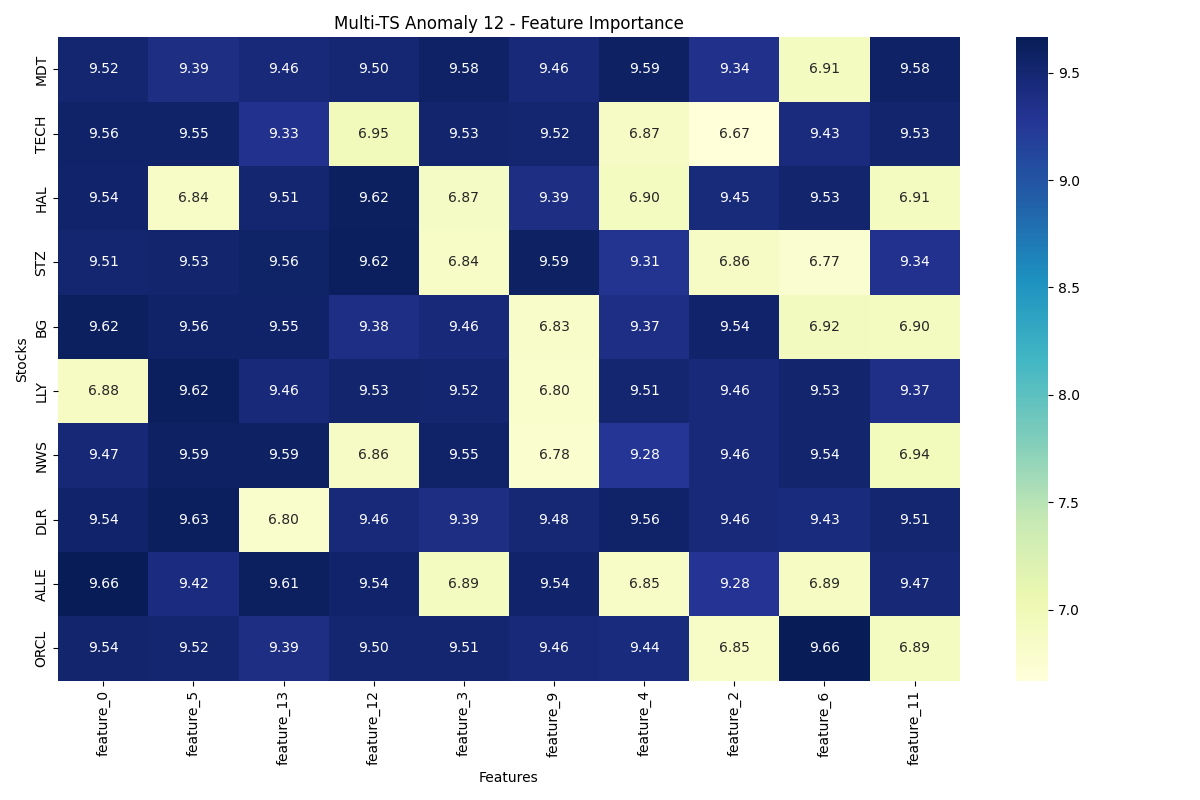 Multi-TS Anomaly 12 - Feature Importance
Stocks
MDT 9.52 9.39 9.46 9.50 9.58 9.46 9.59 9.34 6.91 9.58
TECH 9.56 9.55 9.33 6.95 9.53 9.52 6.87 6.67 9.43 9.53
HAL 9.54 6.84 9.51 9.62 6.87 9.39 6.90 9.45 9.53 6.91
STZ 9.51 9.53 9.56 9.62 6.84 9.59 9.31 6.86 6.77 9.34
BG 9.62 9.56 9.55 9.38 9.46 6.83 9.37 9.54 6.92 6.90
LLY 6.88 9.62 9.46 9.53 9.52 6.80 9.51 9.46 9.53 9.37
NWS 9.47 9.59 9.59 6.86 9.55 6.78 9.28 9.46 9.54 6.94
DLR 9.54 9.63 6.80 9.46 9.39 9.48 9.56 9.46 9.43 9.51
ALLE 9.66 9.42 9.61 9.54 6.89 9.54 6.85 9.28 6.89 9.47
ORCL 9.54 9.52 9.39 9.50 9.51 9.46 9.44 6.85 9.66 6.89
feature_0 feature_5 feature_13 feature_12 feature_3 feature_9 feature_4 feature_2 feature_6 feature_11
Features
9.5
9.0
8.5
8.0
7.5
7.0